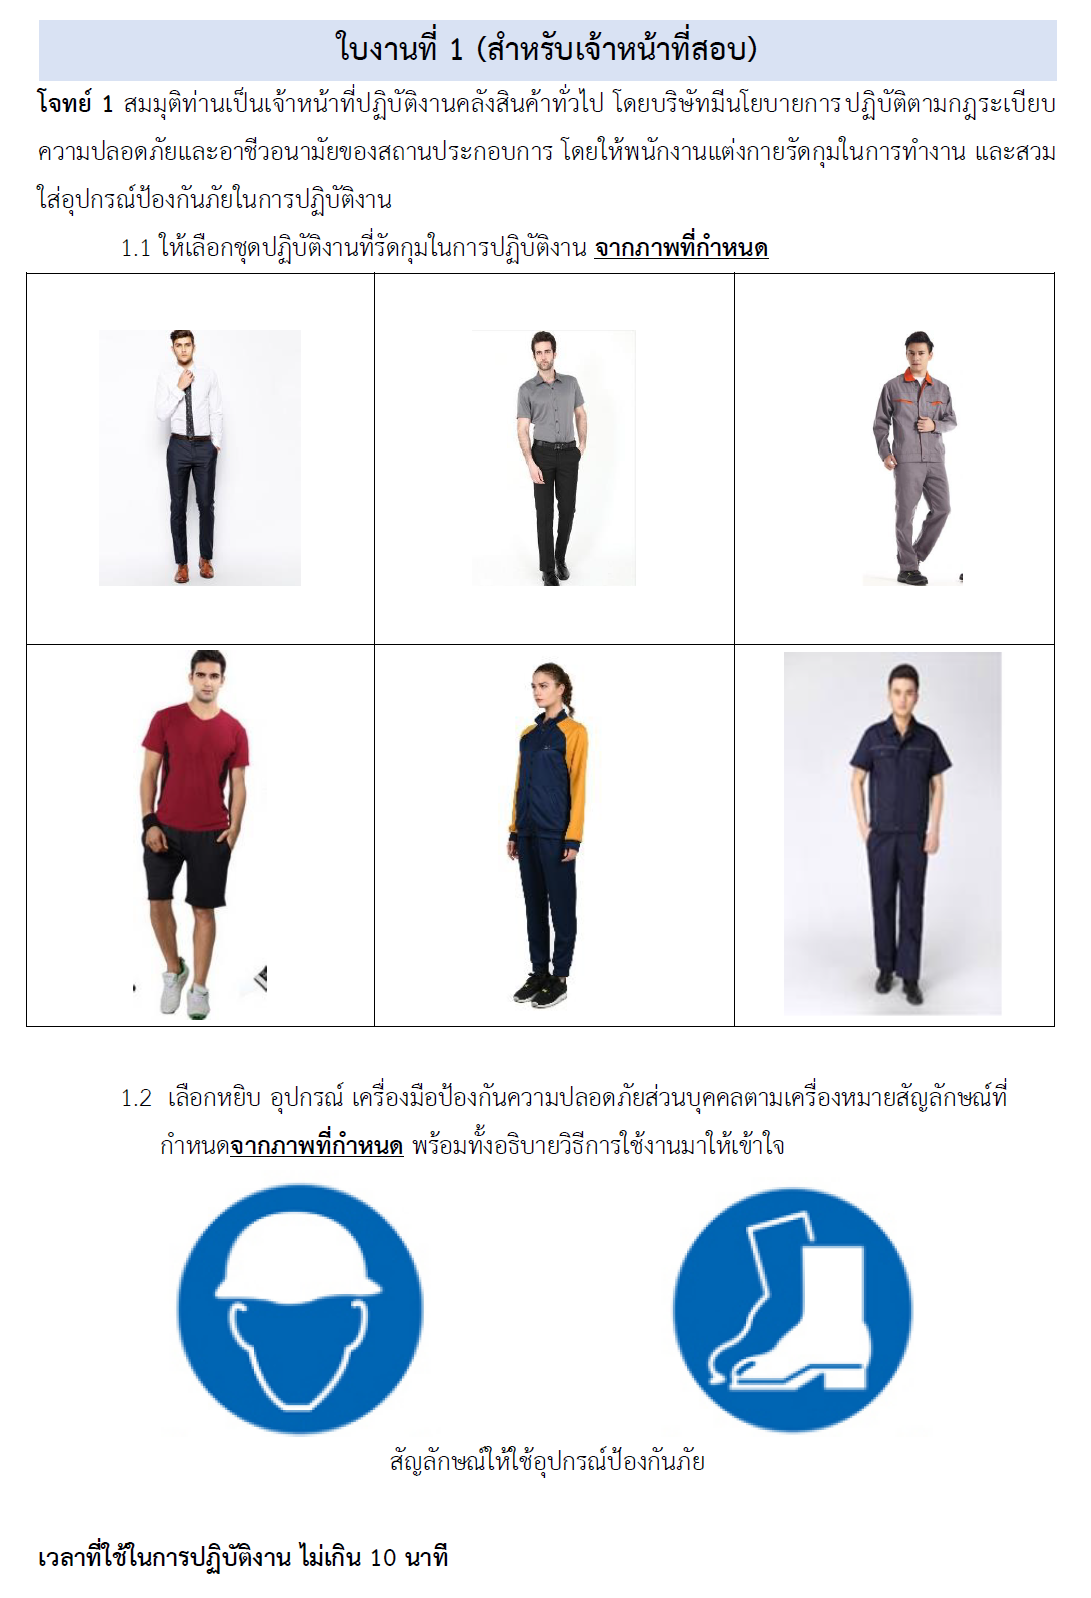 ใบงานที่ 1 (สำหรับเจ้าหน้าที่สอบ)
โจทย์ 1 สมมุติท่านเป็นเจ้าหน้าที่ปฏิบัติงานคลังสินค้าทั่วไป โดยบริษัทมีนโยบายการปฏิบัติตามกฎระเบียบ
ความปลอดภัยและอาชีวอนามัยของสถานประกอบการ โดยให้พนักงานแต่งกายรัดกุมในการทำงาน และสวม
ใส่อุปกรณ์ป้องกันภัยในการปฏิบัติงาน
1.1 ให้เลือกชุดปฏิบัติงานที่รัดกุมในการปฏิบัติงาน จากภาพที่กำหนด
1.2 เลือกหยิบ อุปกรณ์ เครื่องมือป้องกันความปลอดภัยส่วนบุคคลตามเครื่องหมายสัญลักษณ์ที่
กำหนดจากภาพที่กำหนด พร้อมทั้งอธิบายวิธีการใช้งานมาให้เข้าใจ
สัญลักษณ์ให้ใช้อุปกรณ์ป้องกันภัย
เวลาที่ใช้ในการปฏิบัติงาน ไม่เกิน 10 นาที